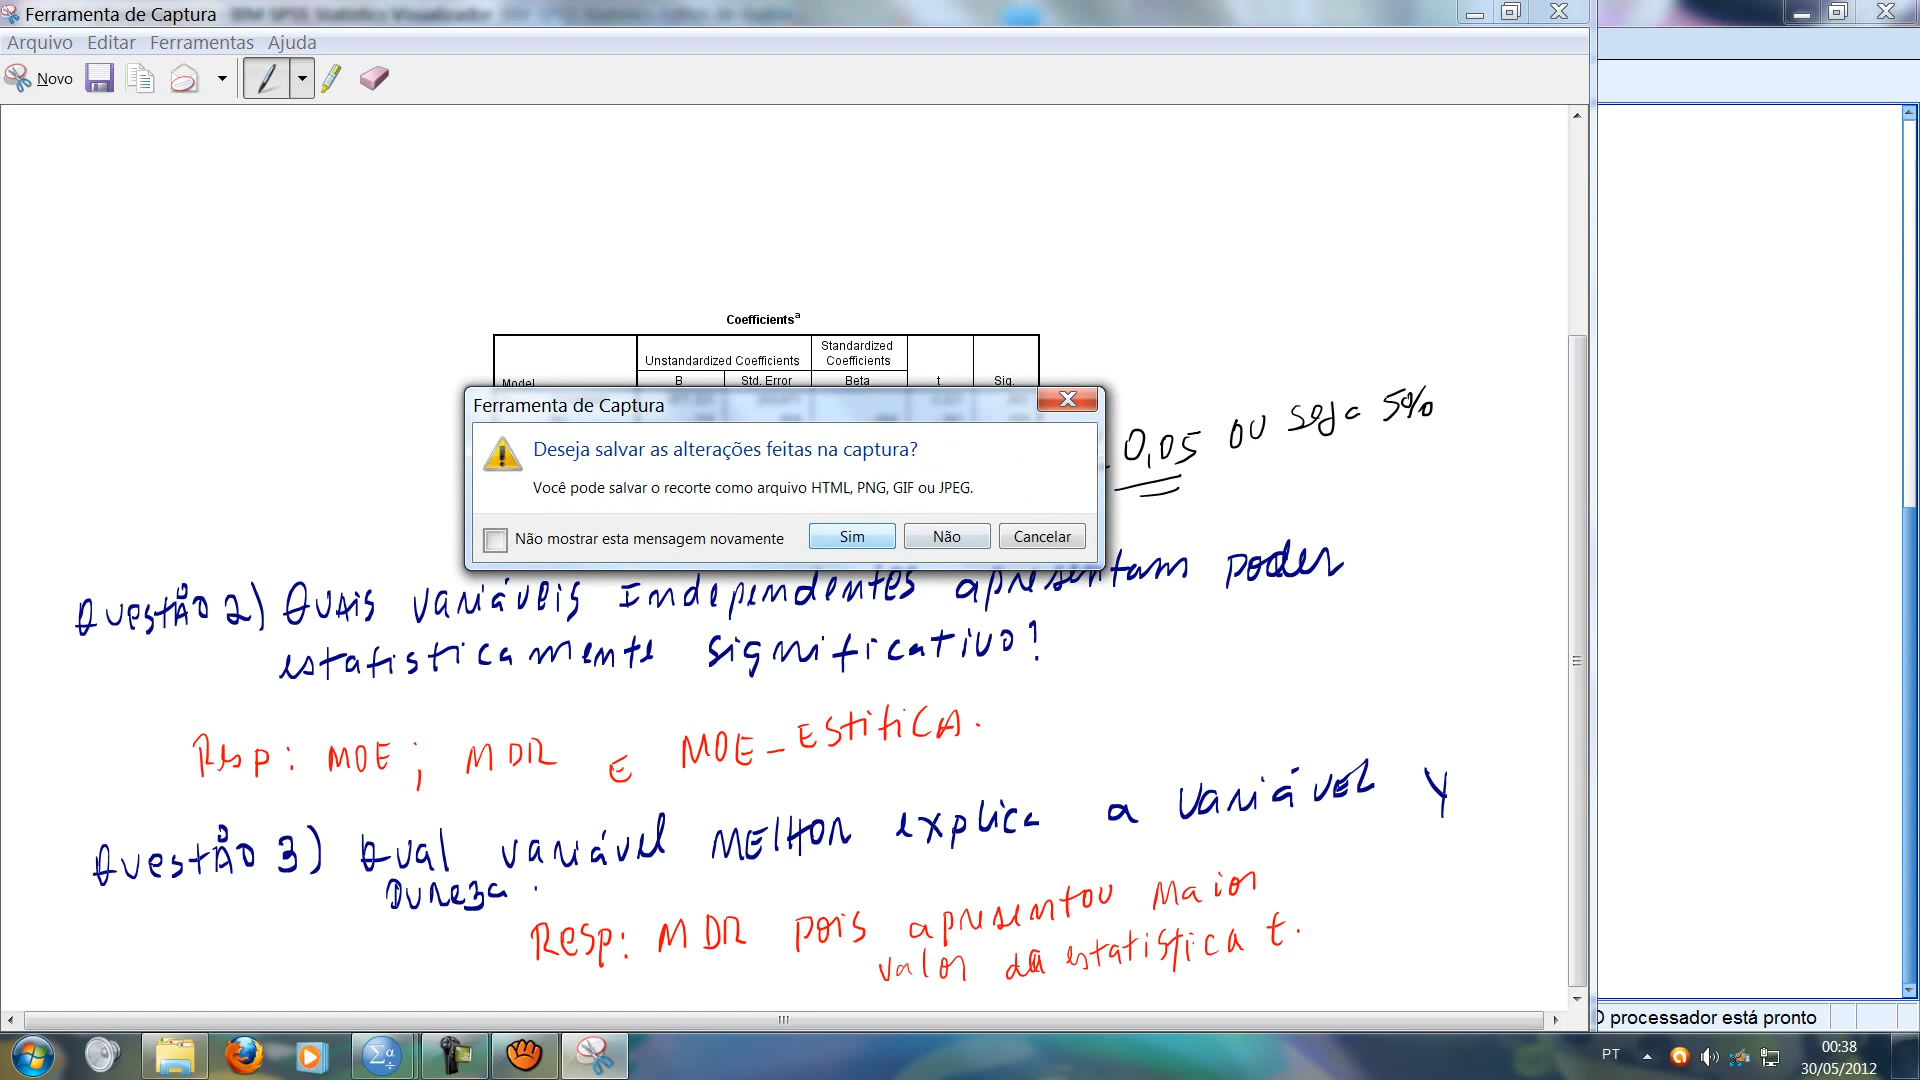 Ferramenta de Captura
Arquivo Editar Ferramentas Ajuda
Novo
Coefficientsa
Unstandardized Coefficients Standardized Coefficients
Model B Std. Error Beta t Sig.
0,05 ou seja 5%
Ferramenta de Captura
Deseja salvar as alterações feitas na captura?
Você pode salvar o recorte como arquivo HTML, PNG, GIF ou JPEG.
Não mostrar esta mensagem novamente Sim Não Cancelar
Questão 2) Quais variáveis Independentes apresentam poder
estatisticamente significativo?
Resp: MOE; MDR E MOE-ESTITICA.
Questão 3) Qual variável MELHOR explica a variável Y
Dureza.
Resp: MDR pois apresentou Maior
valor da estatistica t.
O processador está pronto
PT 00:38
30/05/2012